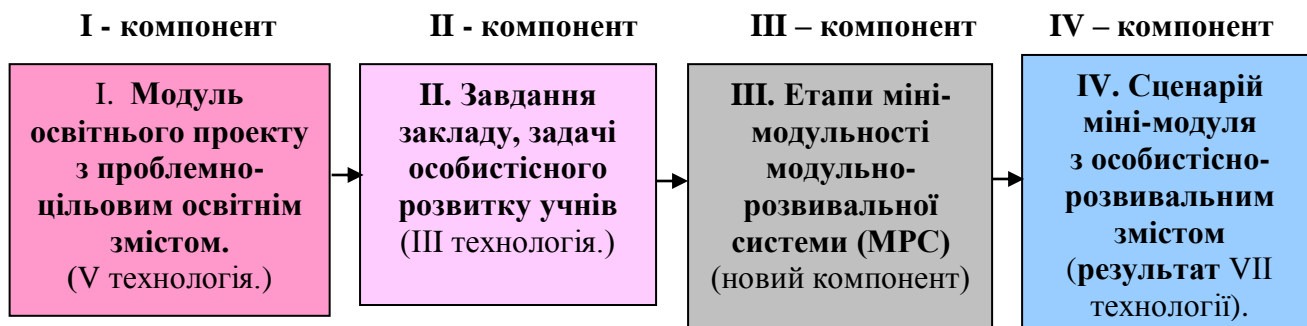 I - компонент
II - компонент
III – компонент
IV – компонент
I. Модуль
освітнього проекту
з проблемно-
цільовим освітнім
змістом.
(V технологія.)
II. Завдання
закладу, задачі
особистісного
розвитку учнів
(III технологія.)
III. Етапи міні-
модульності
модульно-
розвивальної
системи (МРС)
(новий компонент)
IV. Сценарій
міні-модуля
з особистісно-
розвивальним
змістом
(результат VII
технології).